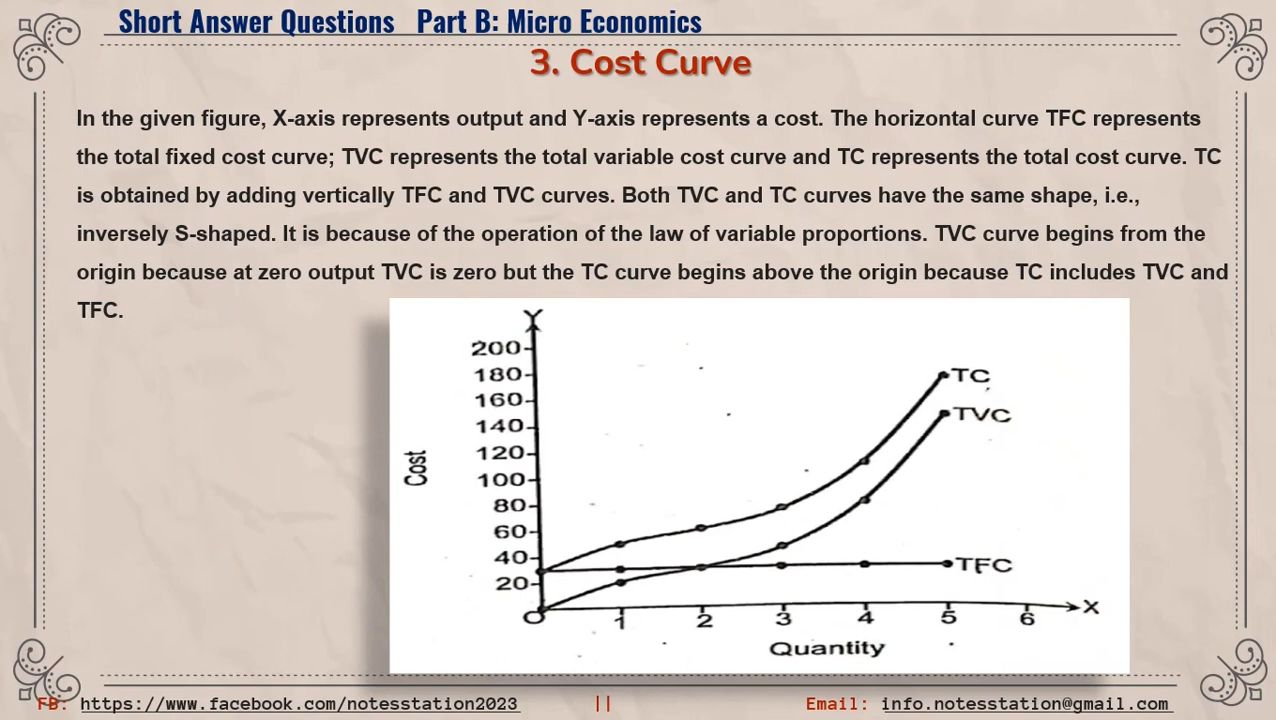 Short Answer Questions Part B: Micro Economics
3. Cost Curve
In the given figure, X-axis represents output and Y-axis represents a cost. The horizontal curve TFC represents
the total fixed cost curve; TVC represents the total variable cost curve and TC represents the total cost curve. TC
is obtained by adding vertically TFC and TVC curves. Both TVC and TC curves have the same shape, i.e.,
inversely S-shaped. It is because of the operation of the law of variable proportions. TVC curve begins from the
origin because at zero output TVC is zero but the TC curve begins above the origin because TC includes TVC and
TFC.
Y
200
180
160
140
120
100
80
60
40
20
Cost
TC
TVC
TFC
O 1 2 3 4 5 6 X
Quantity
FB: https://www.facebook.com/notesstation2023 || Email: info.notesstation@gmail.com